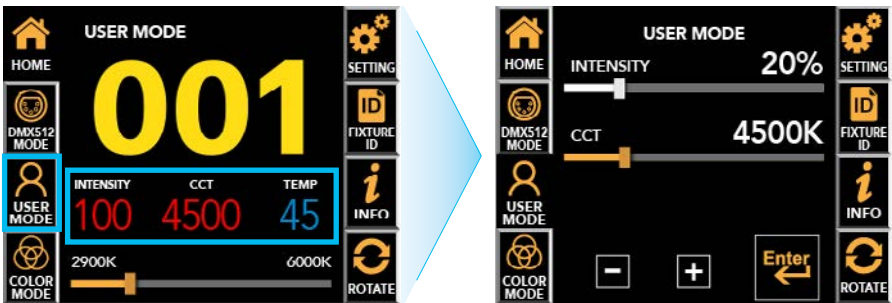 USER MODE
001
HOME
DMX512
MODE
USER
MODE
COLOR
MODE
INTENSITY CCT TEMP
100 4500 45
2900K 6000K
SETTING
ID
FIXTURE
ID
i
INFO
ROTATE
USER MODE
INTENSITY 20%
CCT 4500K
HOME
DMX512
MODE
USER
MODE
COLOR
MODE
- + Enter
SETTING
ID
FIXTURE
ID
i
INFO
ROTATE